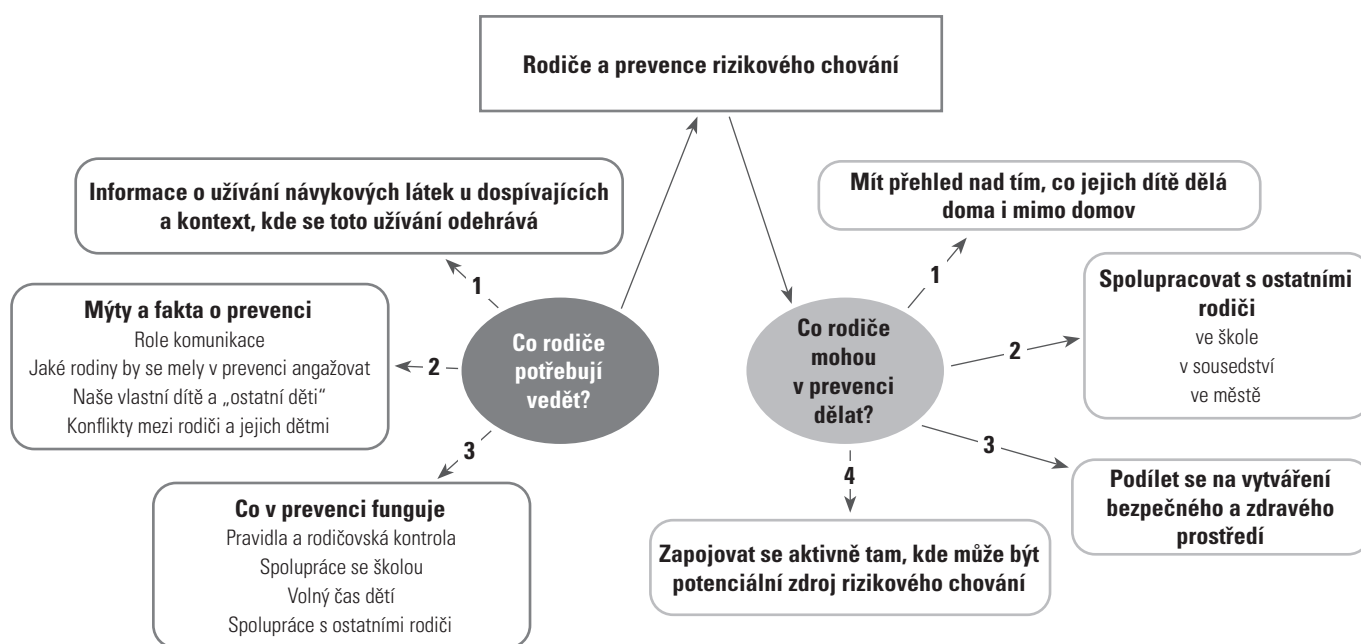 Rodiče a prevence rizikového chování
Informace o užívání návykových látek u dospívajících
a kontext, kde se toto užívání odehrává
1
Mýty a fakta o prevenci
Role komunikace
Jaké rodiny by se mely v prevenci angažovat
Naše vlastní dítě a „ostatní děti“
Konflikty mezi rodiči a jejich dětmi
2
Co rodiče
potřebují
vedět?
3
Co v prevenci funguje
Pravidla a rodičovská kontrola
Spolupráce se školou
Volný čas dětí
Spolupráce s ostatními rodiči
Mít přehled nad tím, co jejich dítě dělá
doma i mimo domov
1
Co rodiče
mohou
v prevenci
dělat?
2
Spolupracovat s ostatními
rodiči
ve škole
v sousedství
ve městě
3
Podílet se na vytváření
bezpečného a zdravého
prostředí
4
Zapojovat se aktivně tam, kde může být
potenciální zdroj rizikového chování